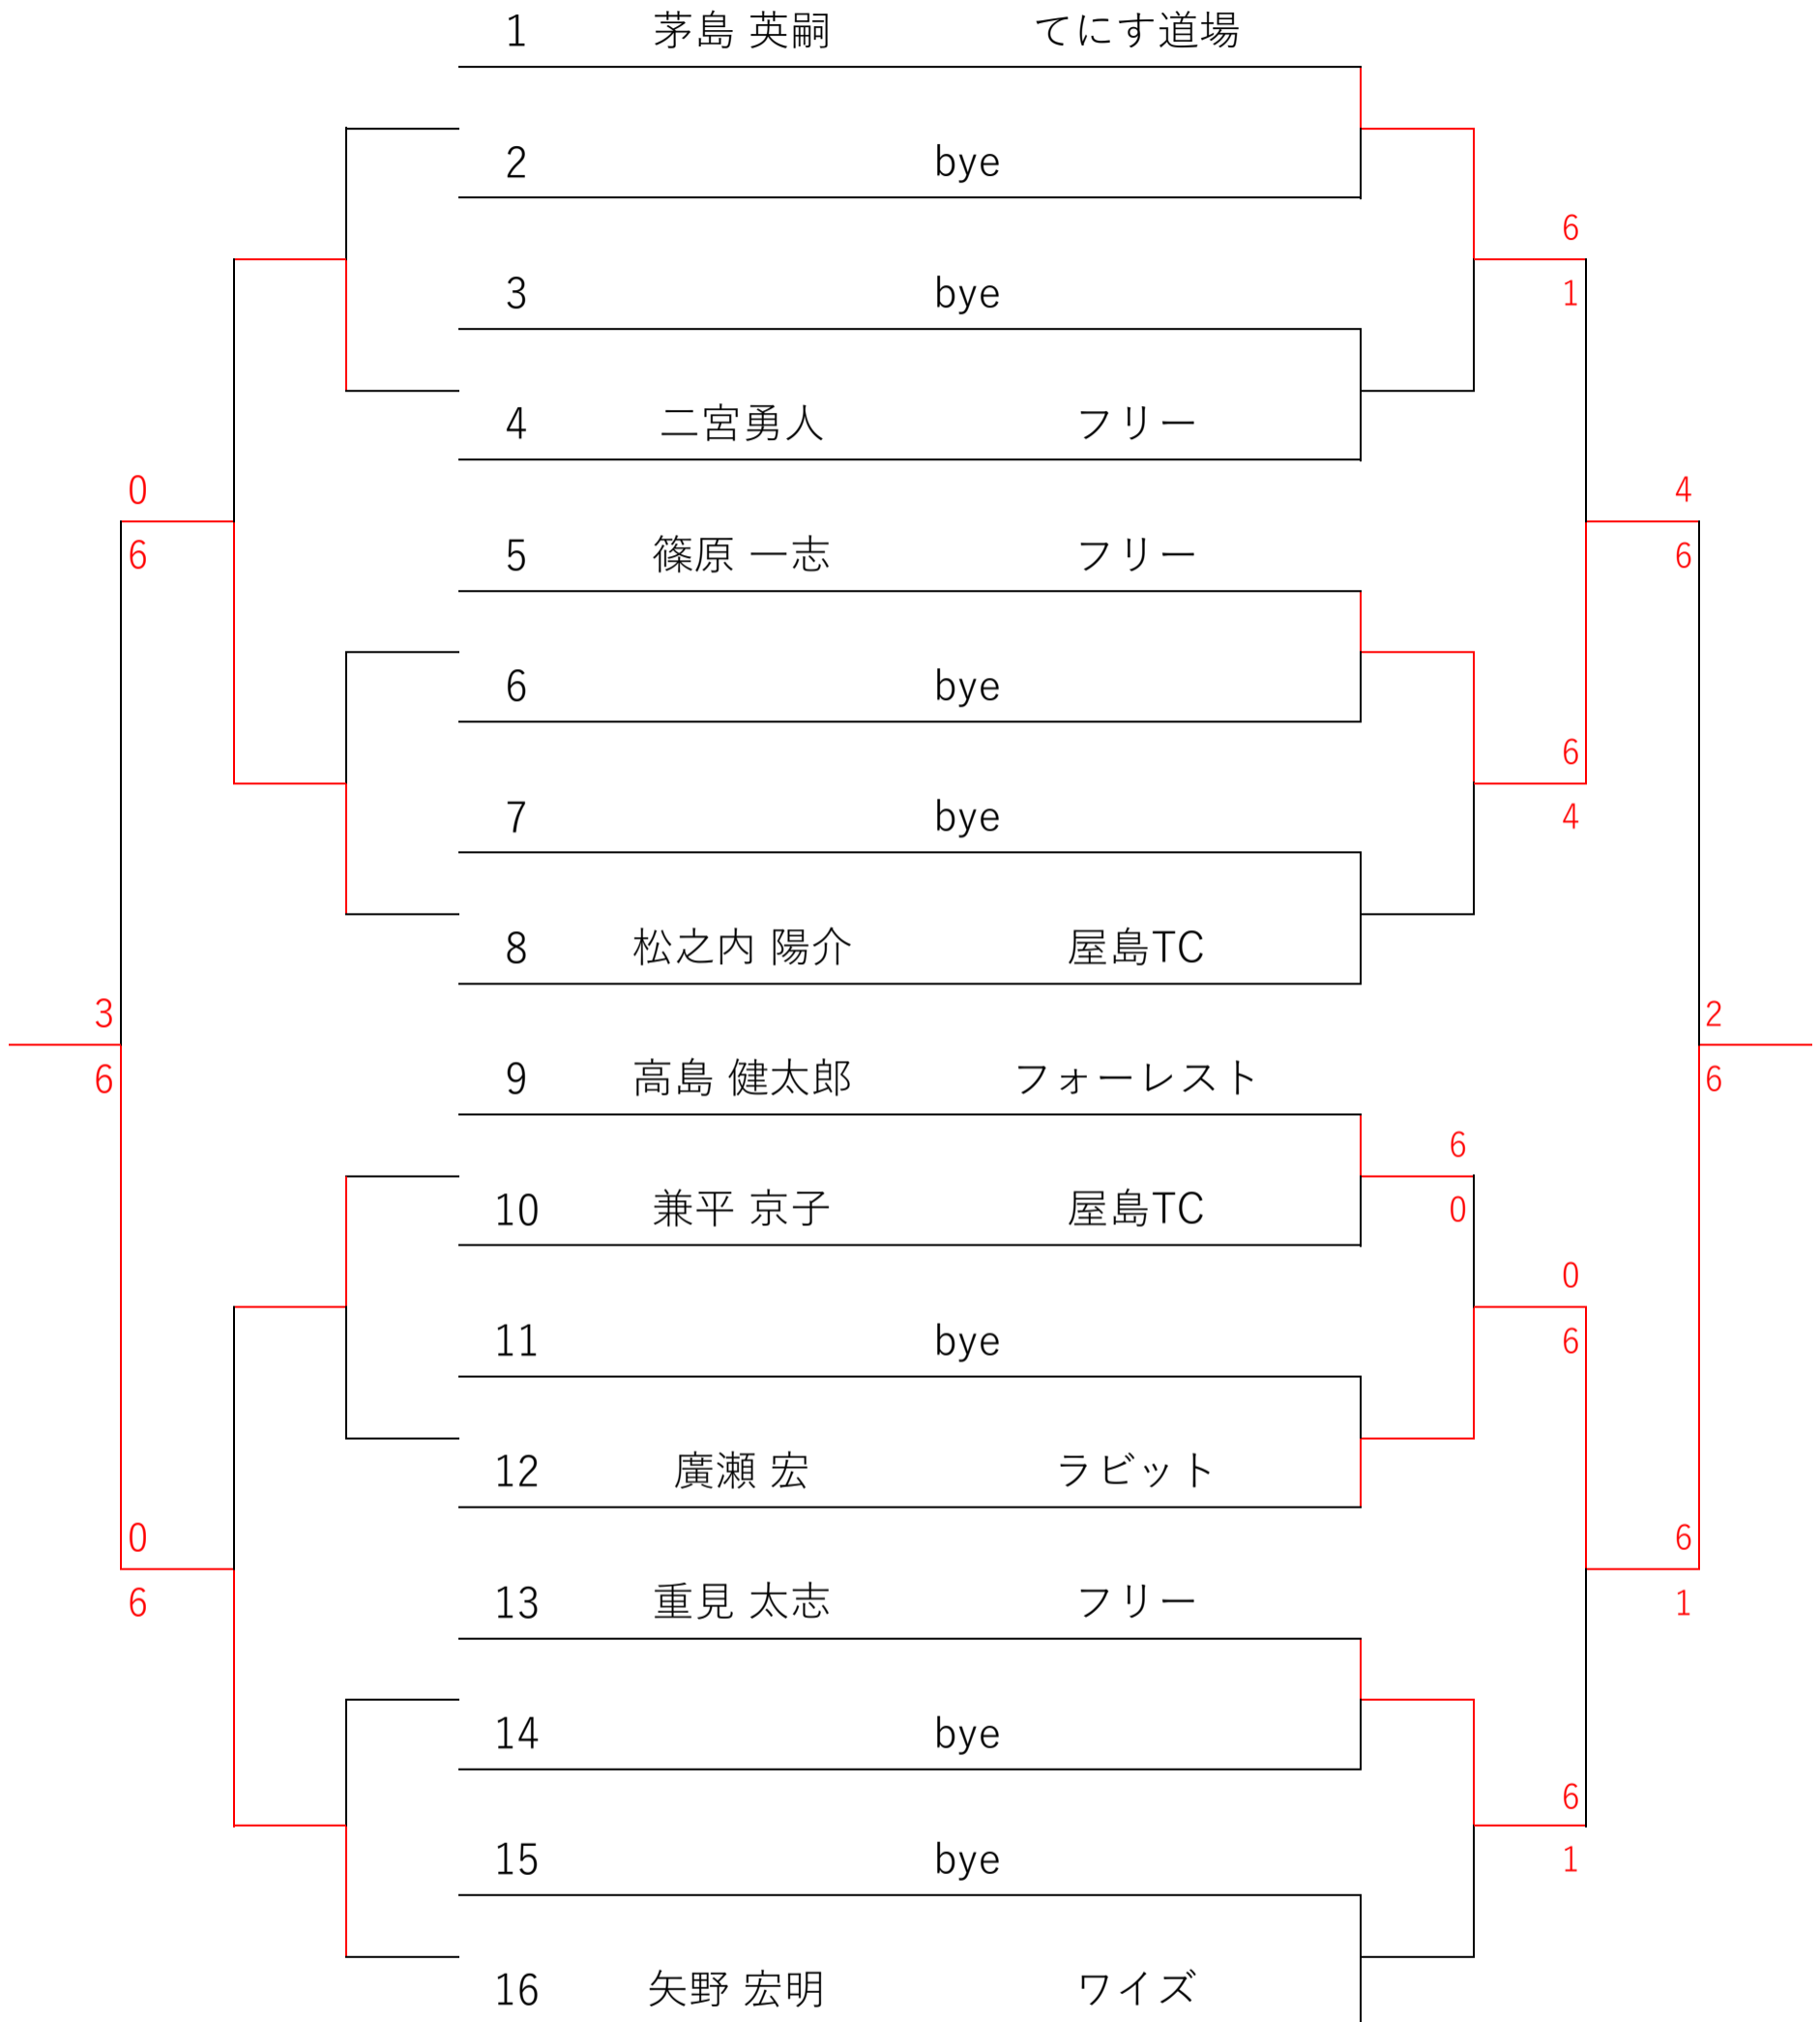 1 茅島 英嗣 てにす道場
2 bye
6
3 bye 1
4 二宮勇人 フリー
0 4
6 5 篠原 一志 フリー 6
6 bye
6
7 bye 4
8 松之内 陽介 屋島TC
3 2
6 9 高島 健太郎 フォーレスト 6
6
10 兼平 京子 屋島TC 0
0
11 bye 6
12 廣瀬 宏 ラビット
0 6
6 13 重見 太志 フリー 1
14 bye
6
15 bye 1
16 矢野 宏明 ワイズ